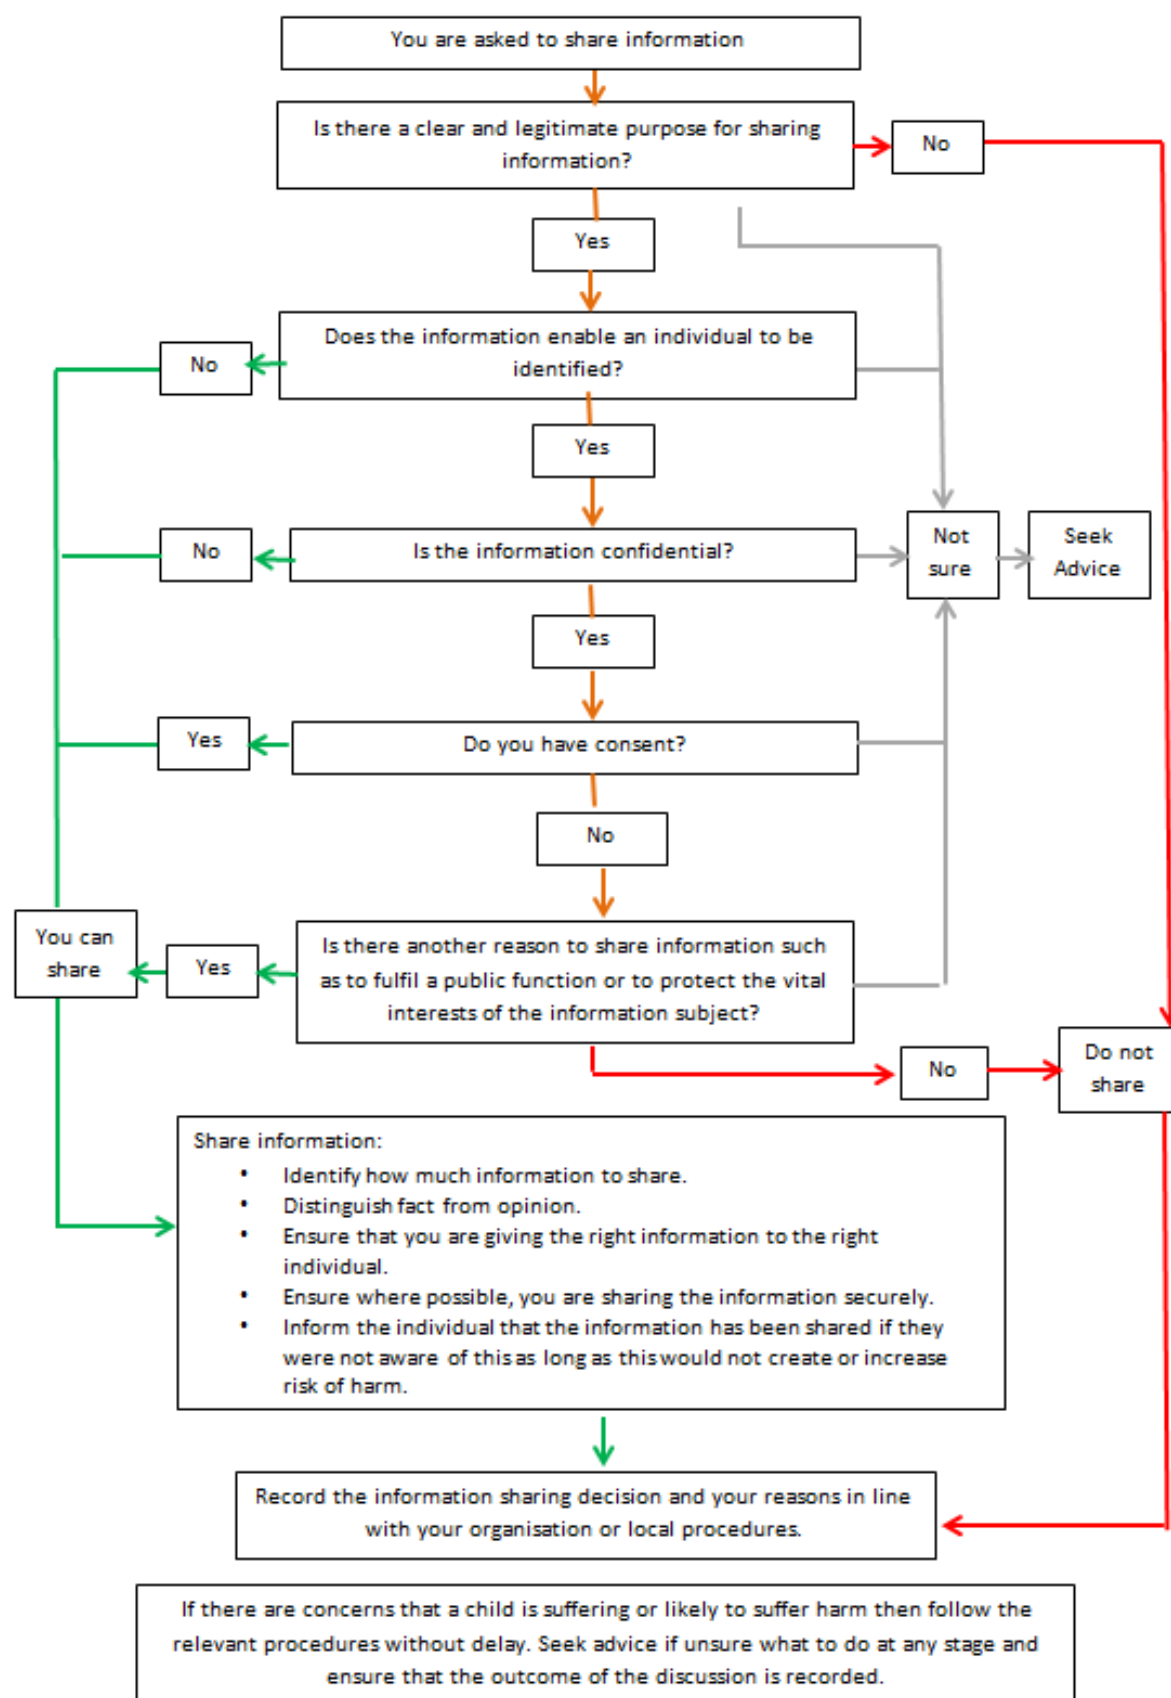 You are asked to share information
Is there a clear and legitimate purpose for sharing
information?
No
Yes
Does the information enable an individual to be
identified?
No
Yes
Is the information confidential?
No
Not
sure
Seek
Advice
Yes
Do you have consent?
Yes
No
Is there another reason to share information such
as to fulfil a public function or to protect the vital
interests of the information subject?
Yes
You can
share
No
Do not
share
Share information:
• Identify how much information to share.
• Distinguish fact from opinion.
• Ensure that you are giving the right information to the right
individual.
• Ensure where possible, you are sharing the information securely.
• Inform the individual that the information has been shared if they
were not aware of this as long as this would not create or increase
risk of harm.
Record the information sharing decision and your reasons in line
with your organisation or local procedures.
If there are concerns that a child is suffering or likely to suffer harm then follow the
relevant procedures without delay. Seek advice if unsure what to do at any stage and
ensure that the outcome of the discussion is recorded.